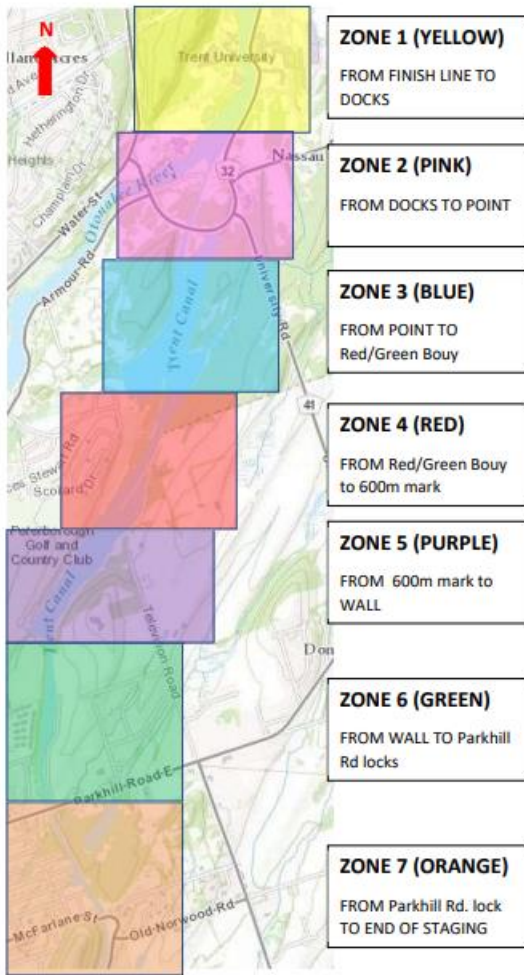 N
Trent University
Hetherington Dr
Heights
Champlain Dr
Water St
Otonabee River
Armour Rd
32
Nassau
University Rd
Trent Canal
41
Scollard Dr
Peterborough
Golf and
Country Club
Trent Canal
Television Road
Parkhill Road E
McFarlane St
Old Norwood Rd
ZONE 1 (YELLOW)
FROM FINISH LINE TO
DOCKS
ZONE 2 (PINK)
FROM DOCKS TO POINT
ZONE 3 (BLUE)
FROM POINT TO
Red/Green Bouy
ZONE 4 (RED)
FROM Red/Green Bouy
to 600m mark
ZONE 5 (PURPLE)
FROM 600m mark to
WALL
ZONE 6 (GREEN)
FROM WALL TO Parkhill
Rd locks
ZONE 7 (ORANGE)
FROM Parkhill Rd. lock
TO END OF STAGING